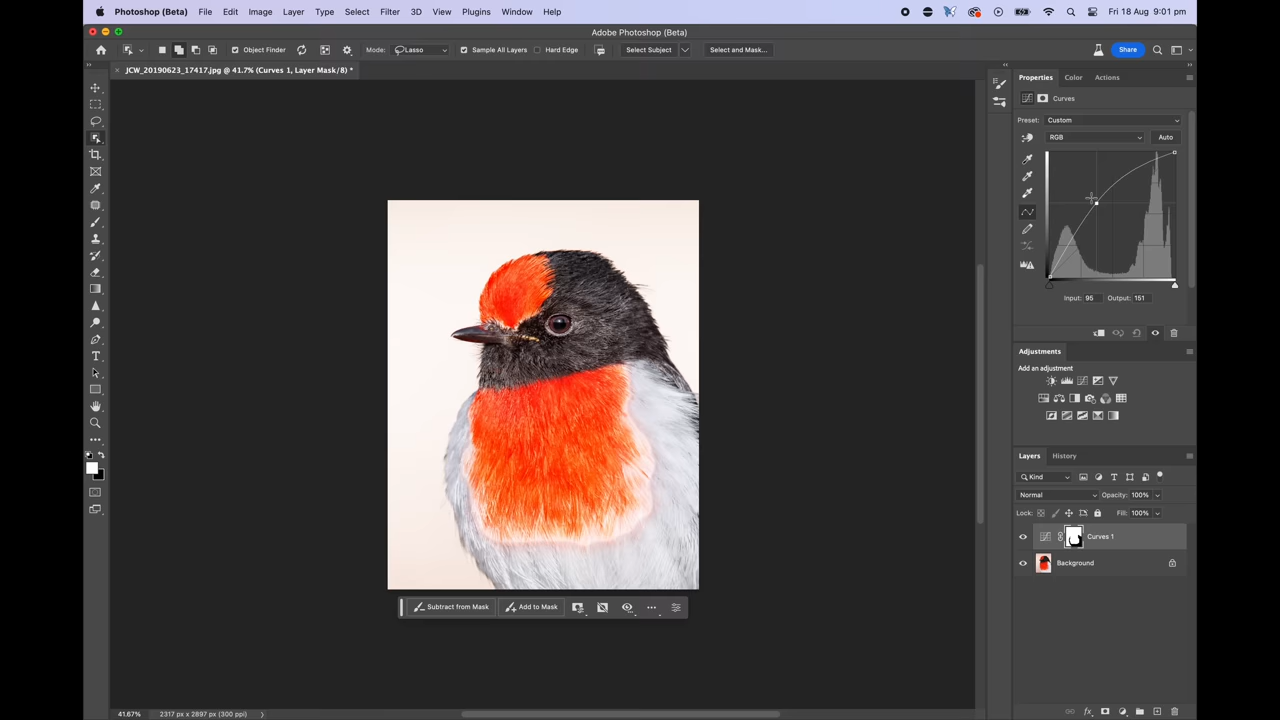 Photoshop (Beta) File Edit Image Layer Type Select Filter 3D View Plugins Window Help Fri 18 Aug 9:01 pm
Adobe Photoshop (Beta)
Object Finder Mode: Lasso Sample All Layers Hard Edge Select Subject Select and Mask... Share
JCW_20190623_17417.jpg @ 41.7% (Curves 1, Layer Mask/8) *
Properties Color Actions
Curves
Preset: Custom
RGB Auto
Input: 95 Output: 151
Adjustments
Add an adjustment
Layers History
Kind
Normal Opacity: 100%
Lock: Fill: 100%
Curves 1
Background
Subtract from Mask Add to Mask
41.67% 2317 px x 2897 px (300 ppi)